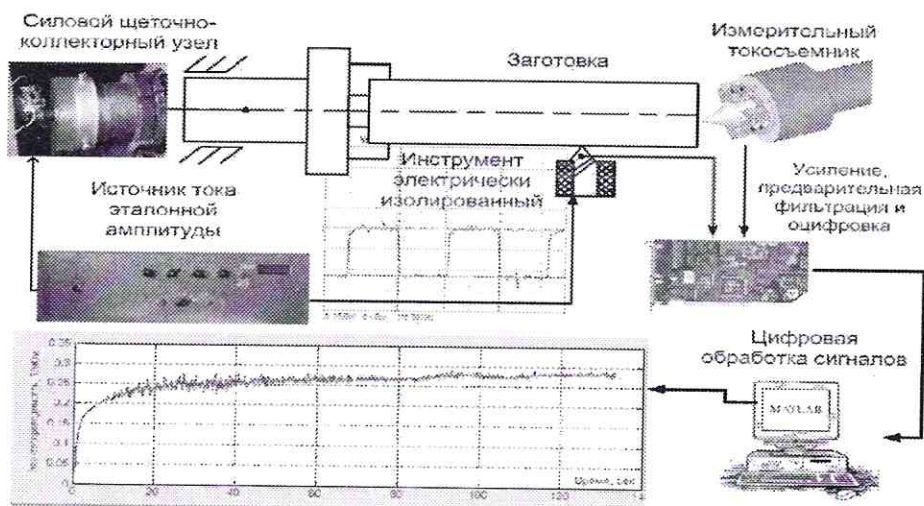 Силовой щеточно-
коллекторный узел
Заготовка
Измерительный
токосъемник
Инструмент
электрически
изолированный
Источник тока
эталонной
амплитуды
Усиление,
предварительная
фильтрация и
оцифровка
Цифровая
обработка сигналов
MATLAB
0.35
0.3
0.25
0.2
0.15
0.1
0.05
0
0 20 40 60 80 100 120 14
Время, сек